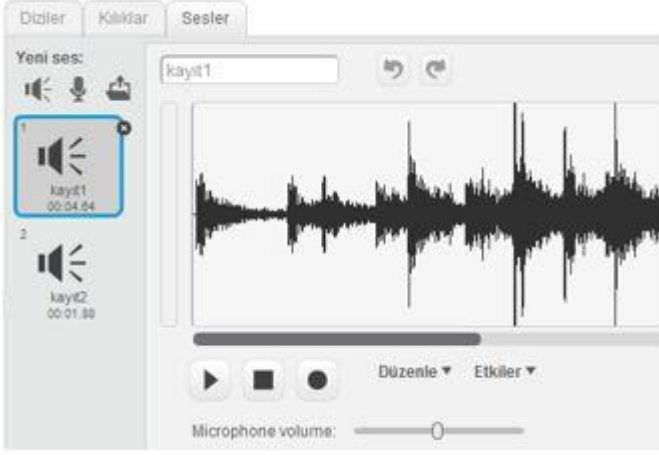 Diziler Kılıklar Sesler
Yeni ses:
kayıt1
1
kayıt1
00:04.64
2
kayıt2
00:01.88
Düzenle Etkiler
Microphone volume: